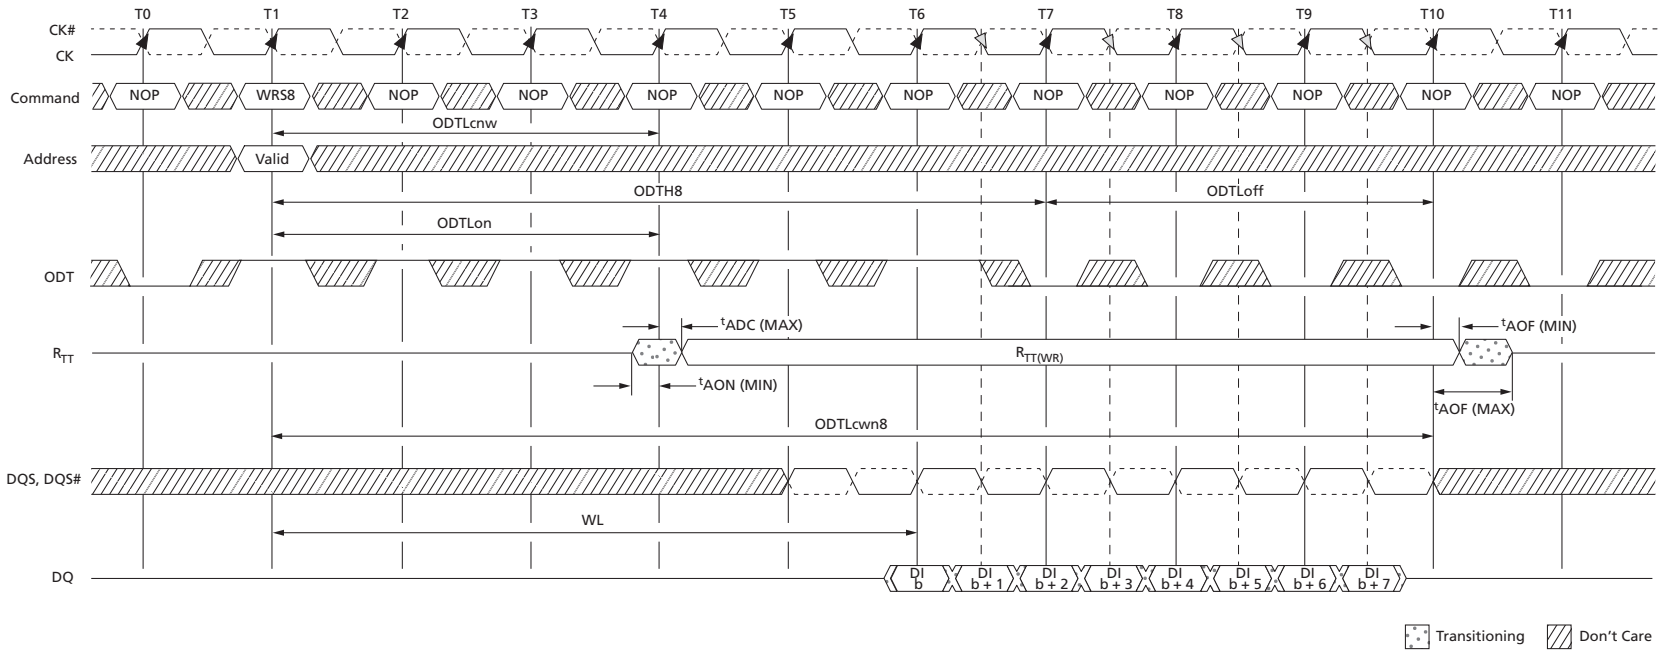 T0 T1 T2 T3 T4 T5 T6 T7 T8 T9 T10 T11
CK#
CK
Command NOP WRS8 NOP NOP NOP NOP NOP NOP NOP NOP NOP NOP
ODTLcnw
Address Valid
ODTH8 ODTLoff
ODTLon
ODT
tADC (MAX) tAOF (MIN)
RTT RTT(WR)
tAON (MIN)
tAOF (MAX)
ODTLcwn8
DQS, DQS#
WL
DQ DI b DI b + 1 DI b + 2 DI b + 3 DI b + 4 DI b + 5 DI b + 6 DI b + 7
Transitioning Don't Care